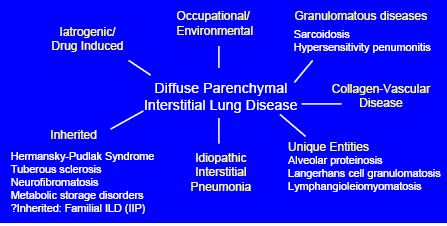 Iatrogenic/
Drug Induced
Occupational/
Environmental
Granulomatous diseases
Sarcoidosis
Hypersensitivity penumonitis
Diffuse Parenchymal
Interstitial Lung Disease
Collagen-Vascular
Disease
Inherited
Hermansky-Pudlak Syndrome
Tuberous sclerosis
Neurofibromatosis
Metabolic storage disorders
?Inherited: Familial ILD (IIP)
Idiopathic
Interstitial
Pneumonia
Unique Entities
Alveolar proteinosis
Langerhans cell granulomatosis
Lymphangioleiomyomatosis